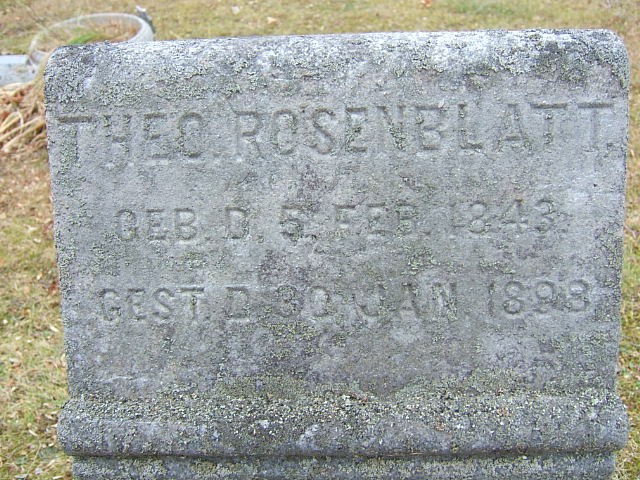 THEO. ROSENBLATT.
GEB. D. 5. FEB. 1843.
GEST. D. 30. JAN. 1898